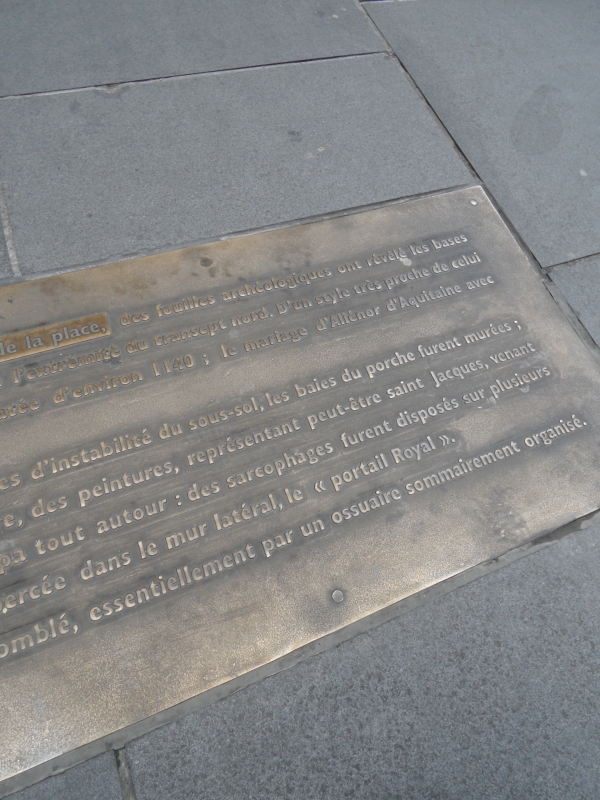 de la place, des fouilles archéologiques ont révélé les bases
l'extrémité du transept nord. D'un style très proche de celui
d'environ 1140 ; le mariage d'Aliénor d'Aquitaine avec
d'instabilité du sous-sol, les baies du porche furent murées ;
des peintures, représentant peut-être saint Jacques, venant
pa tout autour : des sarcophages furent disposés sur plusieurs
ercée dans le mur latéral, le « portail Royal ».
omblé, essentiellement par un ossuaire sommairement organisé.